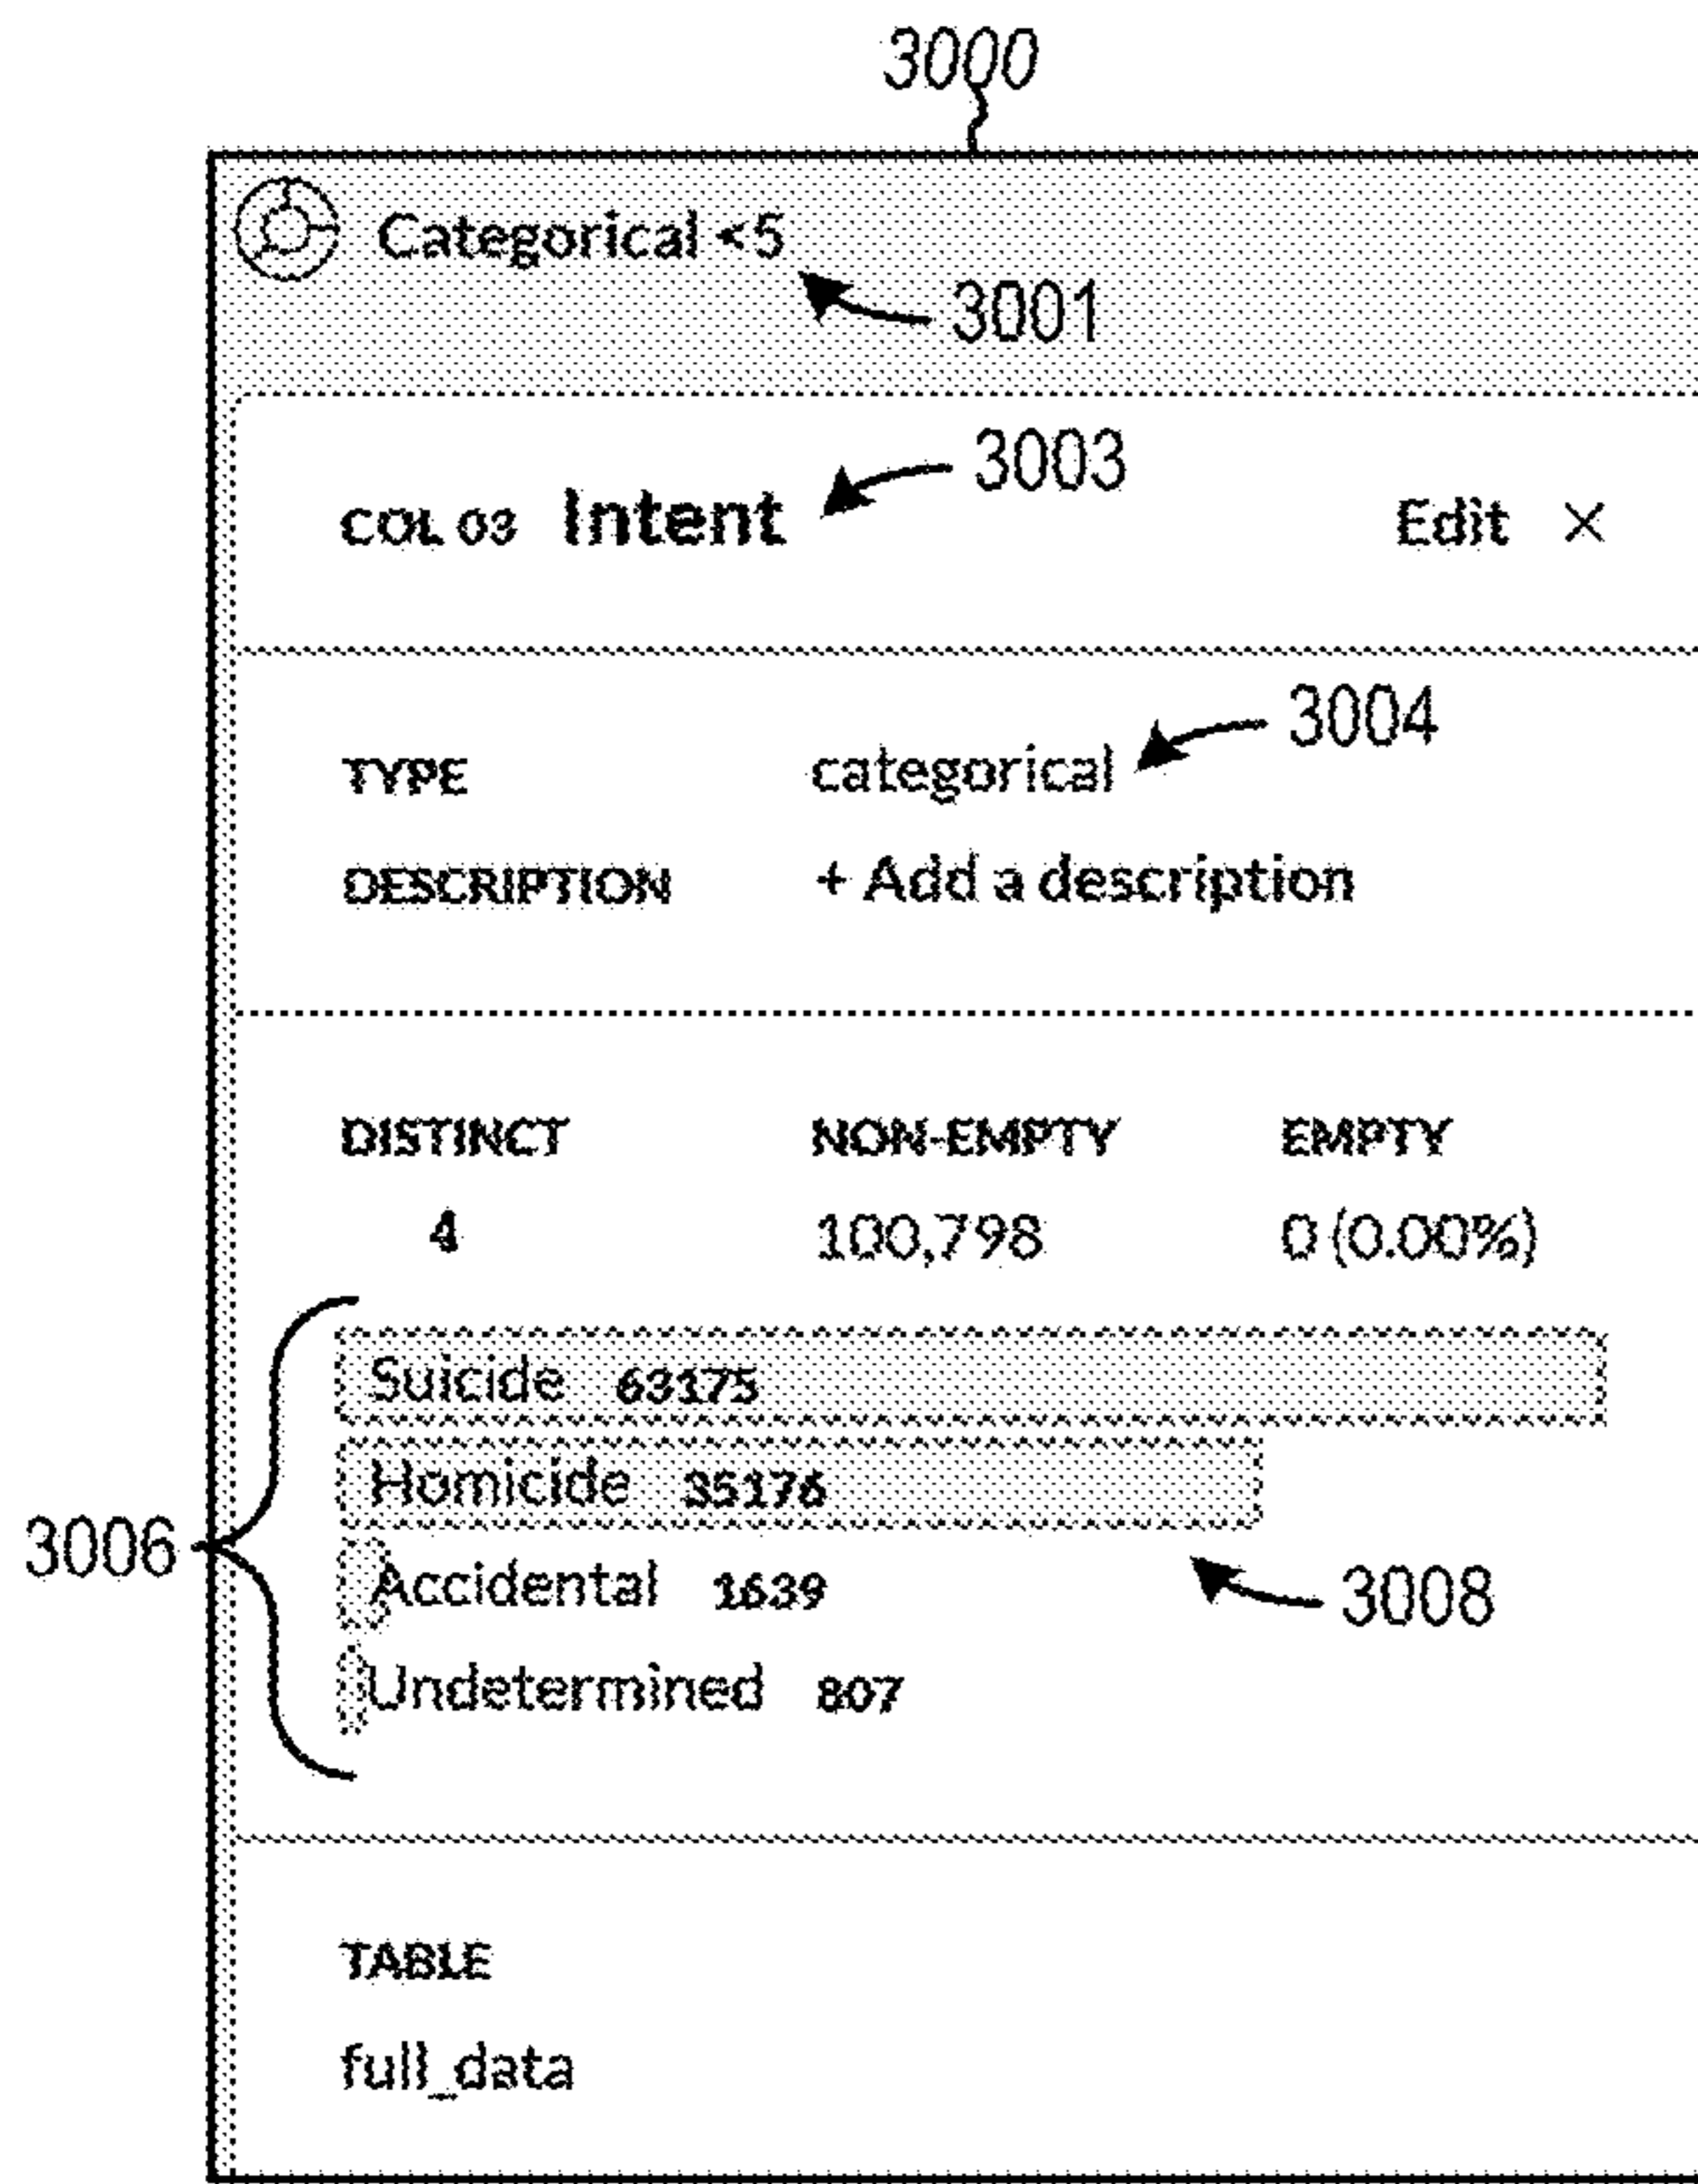 3000
Categorical <5
3001
3003
COL 03 Intent Edit ×
3004
TYPE categorical
DESCRIPTION + Add a description
DISTINCT NON-EMPTY EMPTY
4 100,798 0 (0.00%)
Suicide 63175
Homicide 35176
3006
Accidental 1639
3008
Undetermined 807
TABLE
full_data